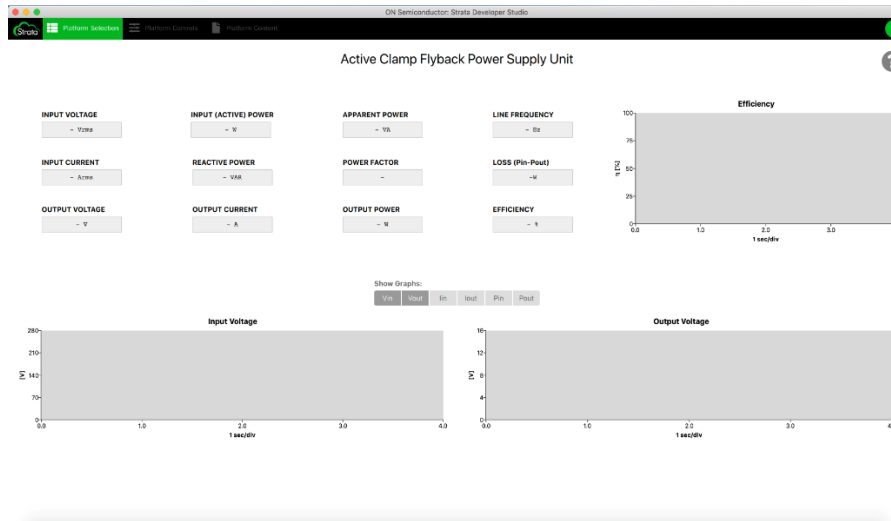 ON Semiconductor: Strata Developer Studio
Strata Platform Selection Platform Controls Platform Content
Active Clamp Flyback Power Supply Unit
?
INPUT VOLTAGE INPUT (ACTIVE) POWER APPARENT POWER LINE FREQUENCY
- Vrms - W - VA - Hz
INPUT CURRENT REACTIVE POWER POWER FACTOR LOSS (Pin-Pout)
- Arms - VAR - -W
OUTPUT VOLTAGE OUTPUT CURRENT OUTPUT POWER EFFICIENCY
- V - A - W - %
Efficiency
100
75
50
25
0
η [%]
0.0 1.0 2.0 3.0
1 sec/div
Show Graphs:
Vin Vout Iin Iout Pin Pout
Input Voltage
280
210
140
70
0
[V]
0.0 1.0 2.0 3.0 4.0
1 sec/div
Output Voltage
16
12
8
4
0
[V]
0.0 1.0 2.0 3.0 4
1 sec/div